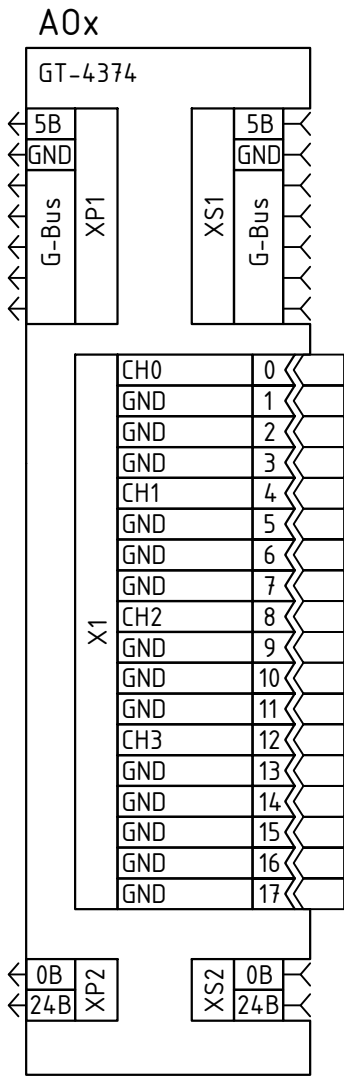 AOx
GT-4374
5В XP1 XS1 5В
GND GND
G-Bus G-Bus
X1
CH0 0
GND 1
GND 2
GND 3
CH1 4
GND 5
GND 6
GND 7
CH2 8
GND 9
GND 10
GND 11
CH3 12
GND 13
GND 14
GND 15
GND 16
GND 17
0В XP2 XS2 0В
24В 24В